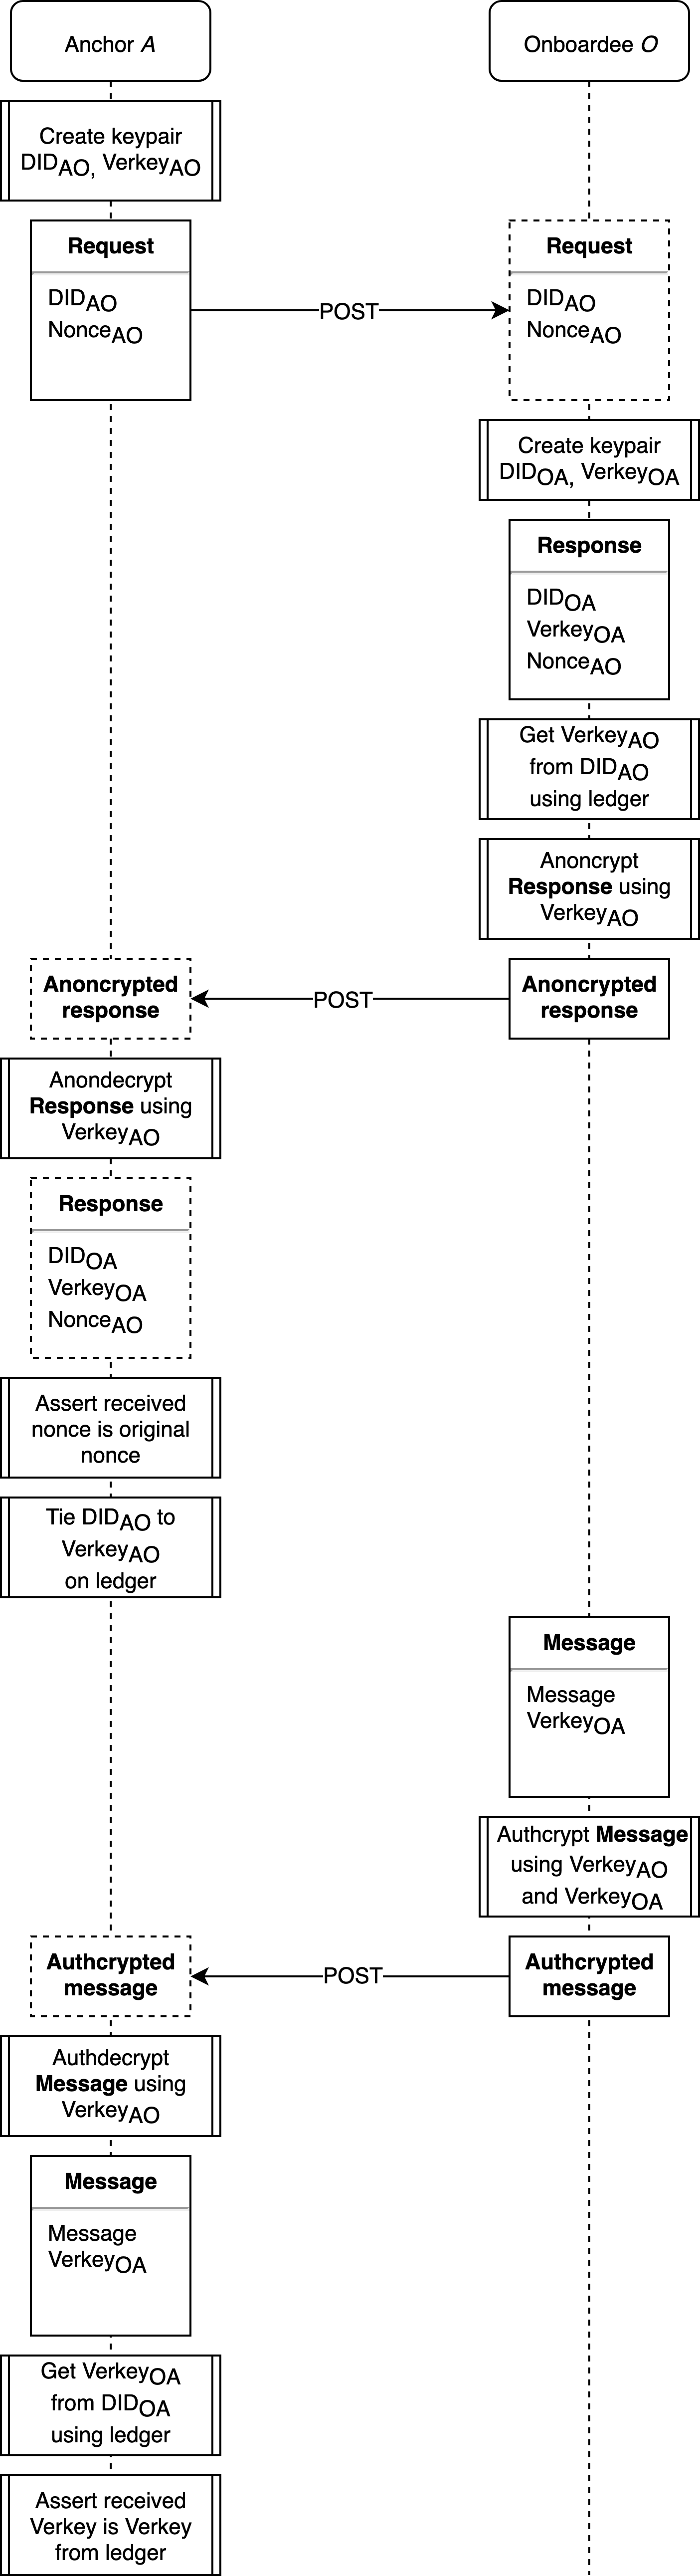 Anchor A
Onboardee O
Create keypair
DIDAO, VerkeyAO
Request
DIDAO
NonceAO
POST
Request
DIDAO
NonceAO
Create keypair
DIDOA, VerkeyOA
Response
DIDOA
VerkeyOA
NonceAO
Get VerkeyAO
from DIDAO
using ledger
Anoncrypt
Response using
VerkeyAO
Anoncrypted
response
POST
Anoncrypted
response
Anondecrypt
Response using
VerkeyAO
Response
DIDOA
VerkeyOA
NonceAO
Assert received
nonce is original
nonce
Tie DIDAO to
VerkeyAO
on ledger
Message
Message
VerkeyOA
Authcrypt Message
using VerkeyAO
and VerkeyOA
Authcrypted
message
POST
Authcrypted
message
Authdecrypt
Message using
VerkeyAO
Message
Message
VerkeyOA
Get VerkeyOA
from DIDOA
using ledger
Assert received
Verkey is Verkey
from ledger